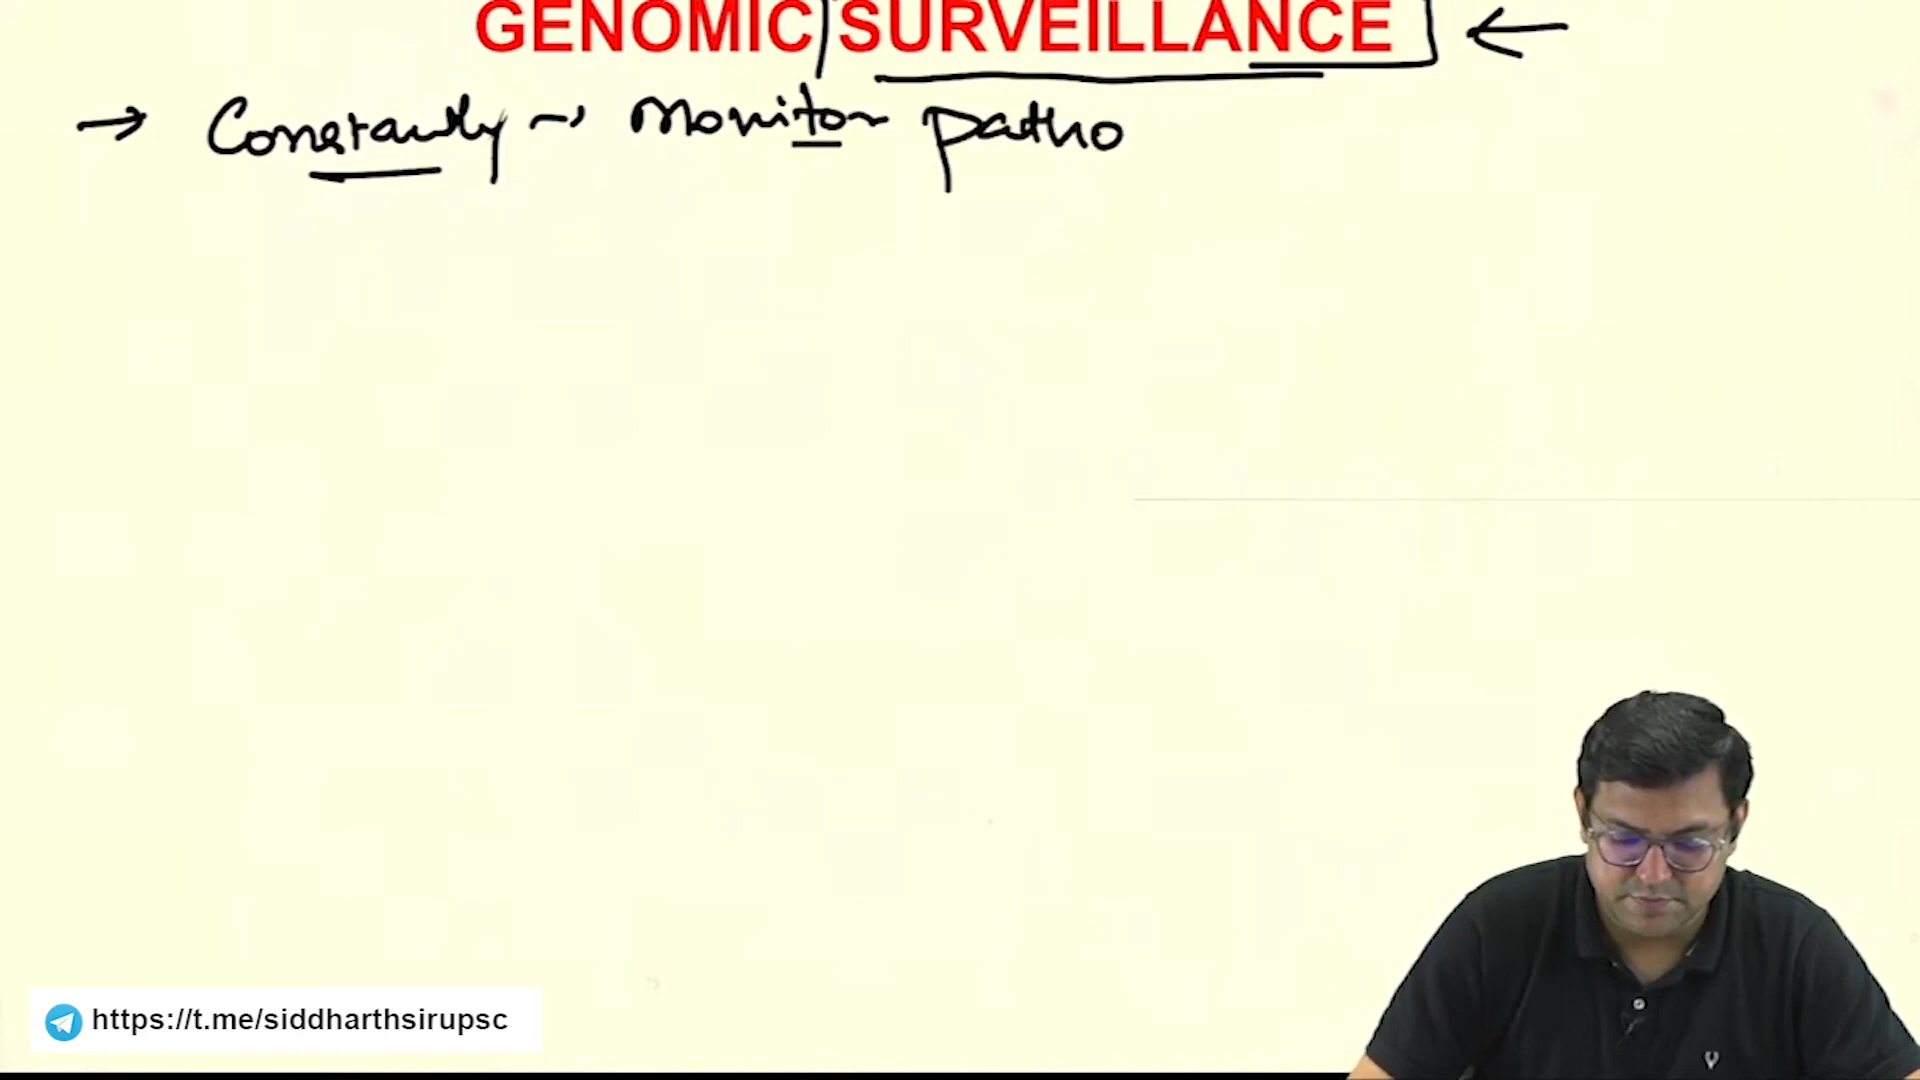 GENOMIC SURVEILLANCE
→ Constantly → Monitor patho
https://t.me/siddharthsirupsc